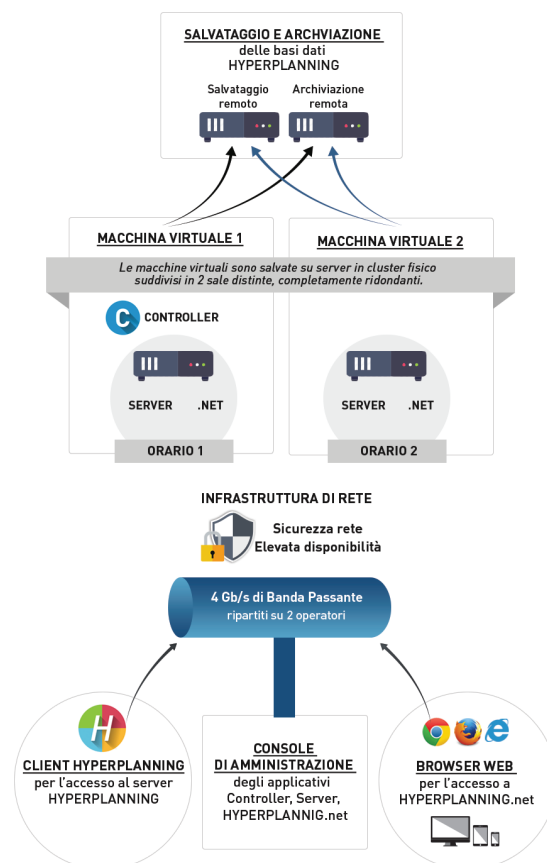 SALVATAGGIO E ARCHVIAZIONE
delle basi dati
HYPERPLANNING
Salvataggio
remoto
Archiviazione
remota
MACCHINA VIRTUALE 1
MACCHINA VIRTUALE 2
Le macchine virtuali sono salvate su server in cluster fisico
suddivisi in 2 sale distinte, completamente ridondanti.
C CONTROLLER
SERVER .NET
ORARIO 1
SERVER .NET
ORARIO 2
INFRASTRUTTURA DI RETE
Sicurezza rete
Elevata disponibilità
4 Gb/s di Banda Passante
ripartiti su 2 operatori
H
CLIENT HYPERPLANNING
per l'accesso al server
HYPERPLANNING
CONSOLE
DI AMMINISTRAZIONE
degli applicativi
Controller, Server,
HYPERPLANNIG.net
BROWSER WEB
per l'accesso a
HYPERPLANNING.net